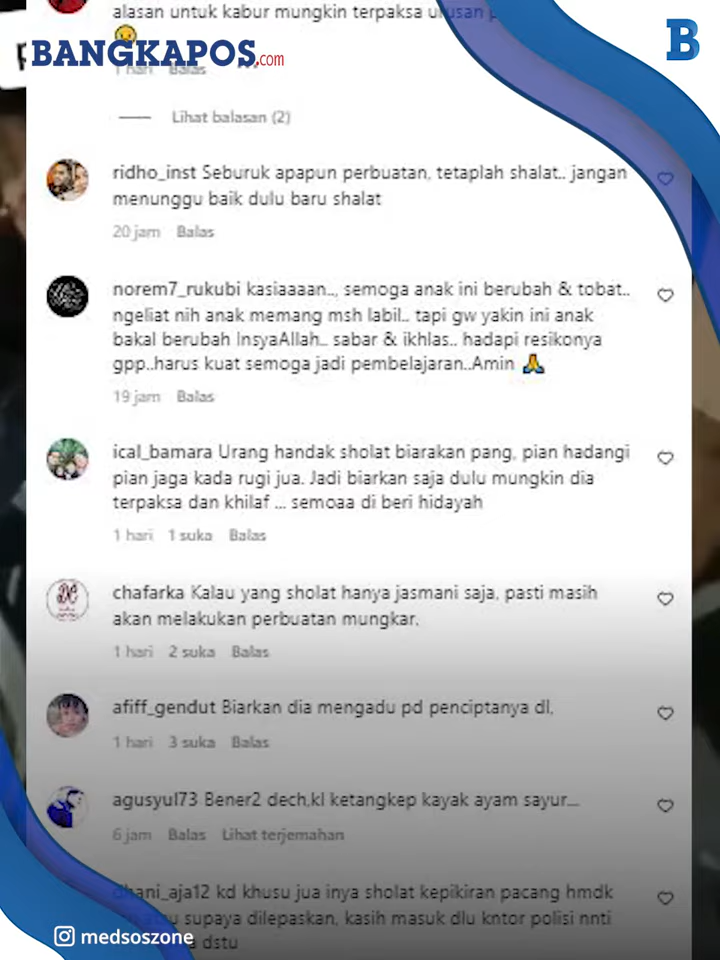 alasan untuk kabur mungkin terpaksa urusan
BANGKAPOS.com
B
1 hari Balas
Lihat balasan (2)
ridho_inst Seburuk apapun perbuatan, tetaplah shalat.. jangan
menunggu baik dulu baru shalat
20 jam Balas
norem7_rukubi kasiaaaan.., semoga anak ini berubah & tobat..
ngeliat nih anak memang msh labil.. tapi gw yakin ini anak
bakal berubah InsyaAllah.. sabar & ikhlas.. hadapi resikonya
gpp..harus kuat semoga jadi pembelajaran..Amin 🙏
19 jam Balas
ical_bamara Urang handak sholat biarakan pang, pian hadangi
pian jaga kada rugi jua. Jadi biarkan saja dulu mungkin dia
terpaksa dan khilaf ... semoaa di beri hidayah
1 hari 1 suka Balas
chafarka Kalau yang sholat hanya jasmani saja, pasti masih
akan melakukan perbuatan mungkar.
1 hari 2 suka Balas
afiff_gendut Biarkan dia mengadu pd penciptanya dl,
1 hari 3 suka Balas
agusyul73 Bener2 dech,kl ketangkep kayak ayam sayur....
6 jam Balas Lihat terjemahan
dhani_aja12 kd khusu jua inya sholat kepikiran pacang hmdk
supaya dilepaskan, kasih masuk dlu kntor polisi nnti
dstu
medsoszone